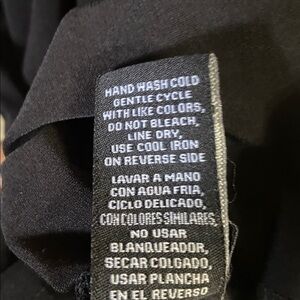 HAND WASH COLD
GENTLE CYCLE
WITH LIKE COLORS,
DO NOT BLEACH,
LINE DRY,
USE COOL IRON
ON REVERSE SIDE
LAVAR A MANO
CON AGUA FRIA,
CICLO DELICADO,
CON COLORES SIMILARES,
NO USAR
BLANQUEADOR,
SECAR COLGADO,
USAR PLANCHA
EN EL REVERSO